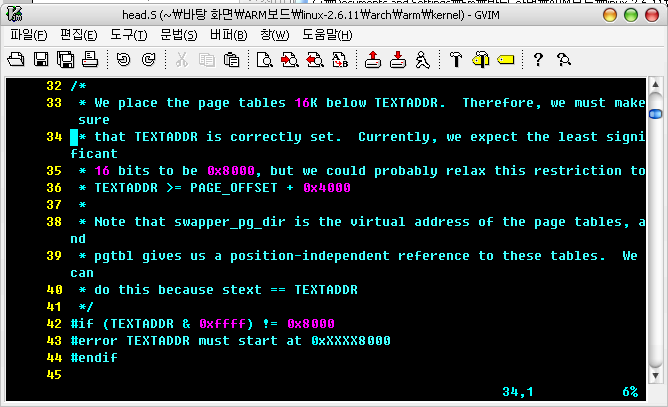 Documents and Settings
head.S (~₩바탕 화면₩ARM보드₩linux-2.6.11₩arch₩arm₩kernel) - GVIM
파일(F) 편집(E) 도구(T) 문법(S) 버퍼(B) 창(W) 도움말(H)
32 /*
33  * We place the page tables 16K below TEXTADDR.  Therefore, we must make
 sure
34  * that TEXTADDR is correctly set.  Currently, we expect the least signi
ficant
35  * 16 bits to be 0x8000, but we could probably relax this restriction to
36  * TEXTADDR >= PAGE_OFFSET + 0x4000
37  *
38  * Note that swapper_pg_dir is the virtual address of the page tables, a
nd
39  * pgtbl gives us a position-independent reference to these tables.  We
can
40  * do this because stext == TEXTADDR
41  */
42 #if (TEXTADDR & 0xffff) != 0x8000
43 #error TEXTADDR must start at 0xXXXX8000
44 #endif
45
34,1 6%